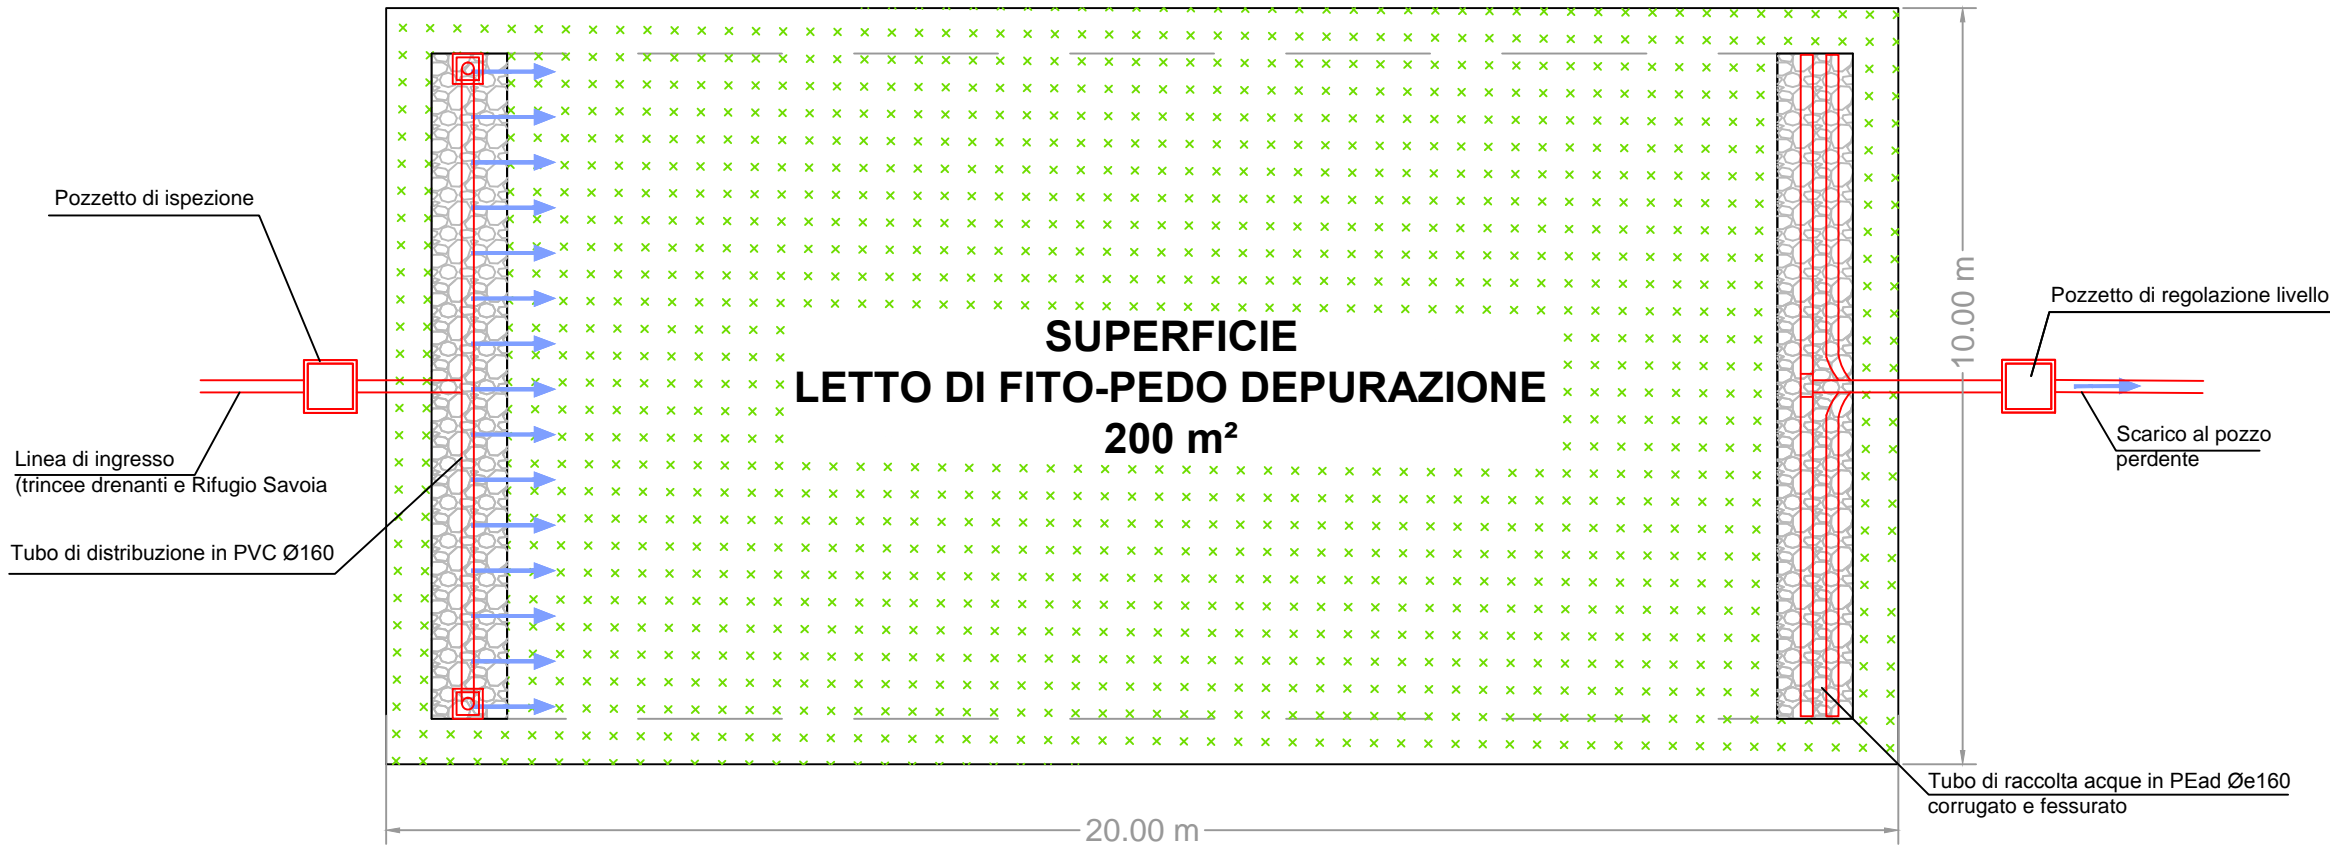 Pozzetto di ispezione
Linea di ingresso
(trincee drenanti e Rifugio Savoia
Tubo di distribuzione in PVC Ø160
SUPERFICIE
LETTO DI FITO-PEDO DEPURAZIONE
200 m²
10.00 m
Pozzetto di regolazione livello
Scarico al pozzo
perdente
Tubo di raccolta acque in PEad Øe160
corrugato e fessurato
20.00 m